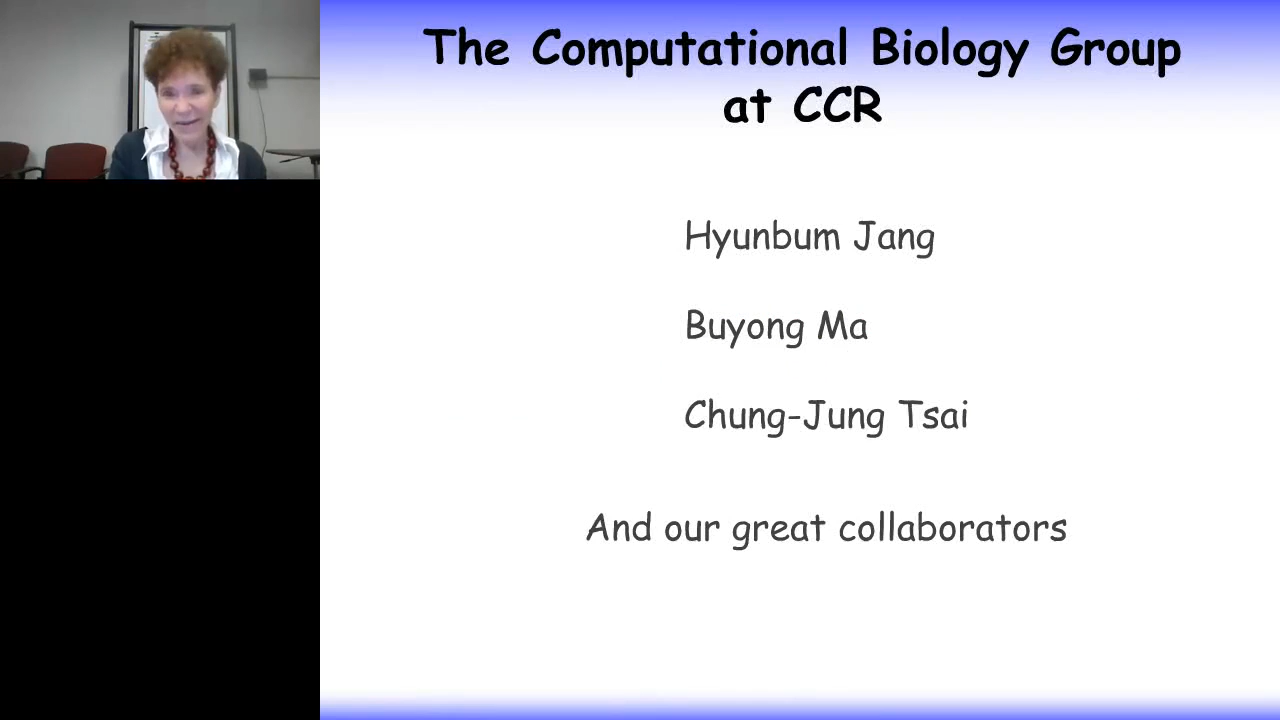 The Computational Biology Group
at CCR
Hyunbum Jang
Buyong Ma
Chung-Jung Tsai
And our great collaborators